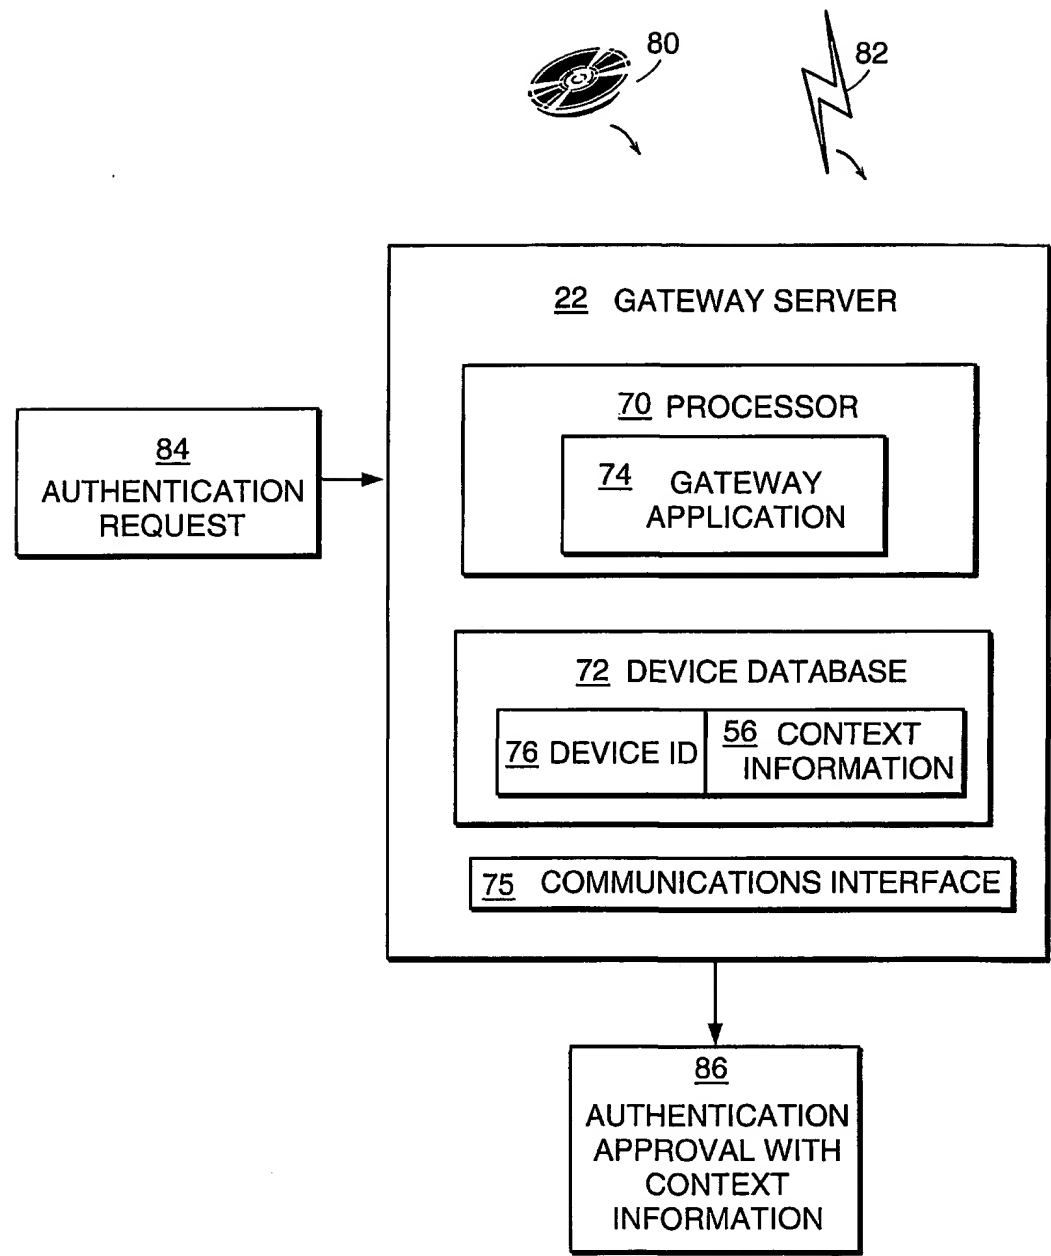 80
82
22 GATEWAY SERVER
70 PROCESSOR
84
AUTHENTICATION
REQUEST
74 GATEWAY
APPLICATION
72 DEVICE DATABASE
76 DEVICE ID
56 CONTEXT
INFORMATION
75 COMMUNICATIONS INTERFACE
86
AUTHENTICATION
APPROVAL WITH
CONTEXT
INFORMATION